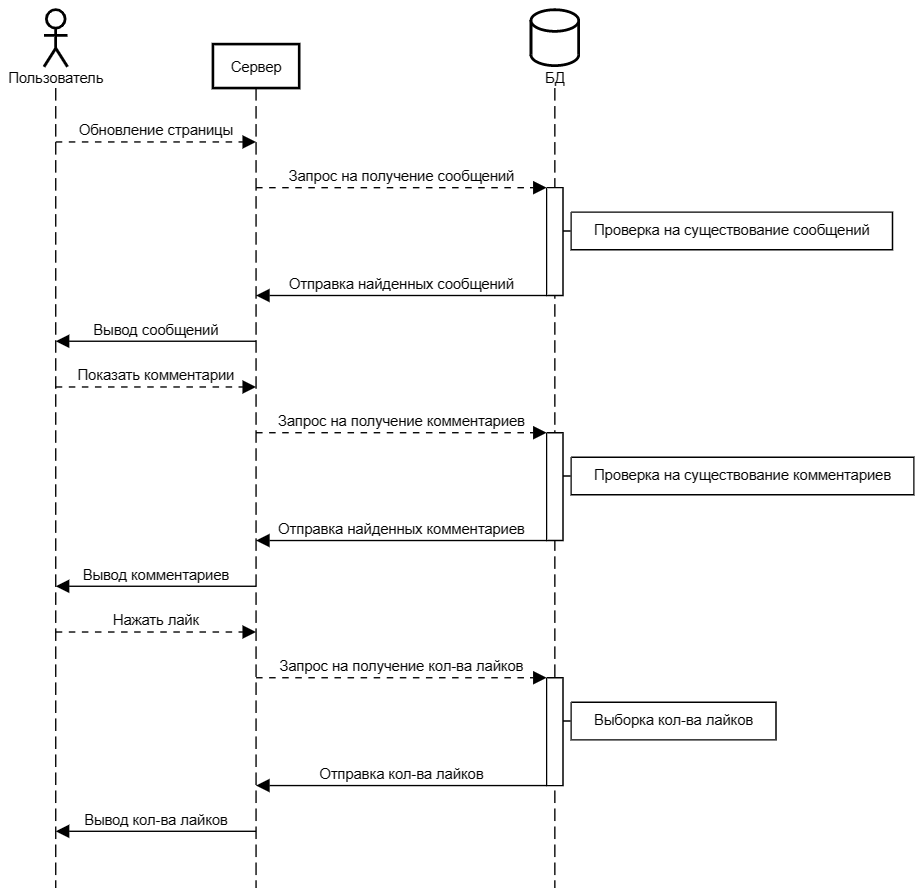 Пользователь
Сервер
БД
Обновление страницы
Запрос на получение сообщений
Проверка на существование сообщений
Отправка найденных сообщений
Вывод сообщений
Показать комментарии
Запрос на получение комментариев
Проверка на существование комментариев
Отправка найденных комментариев
Вывод комментариев
Нажать лайк
Запрос на получение кол-ва лайков
Выборка кол-ва лайков
Отправка кол-ва лайков
Вывод кол-ва лайков